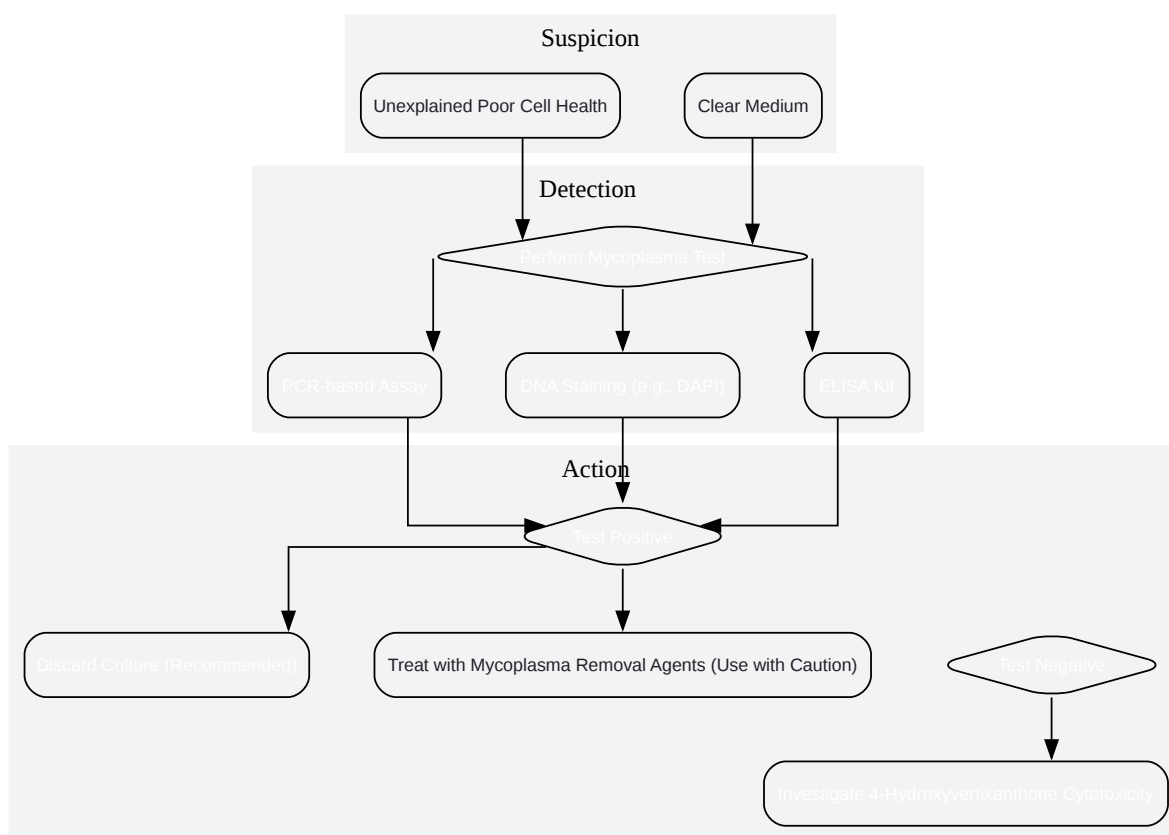 Suspicion
Unexplained Poor Cell Health
Clear Medium
Detection
Perform Mycoplasma Test
PCR-based Assay
DNA Staining (e.g., DAPI)
ELISA Kit
Action
Test Positive
Discard Culture (Recommended)
Treat with Mycoplasma Removal Agents (Use with Caution)
Test Negative
Investigate 4-Hydroxyvertixanthone Cytotoxicity